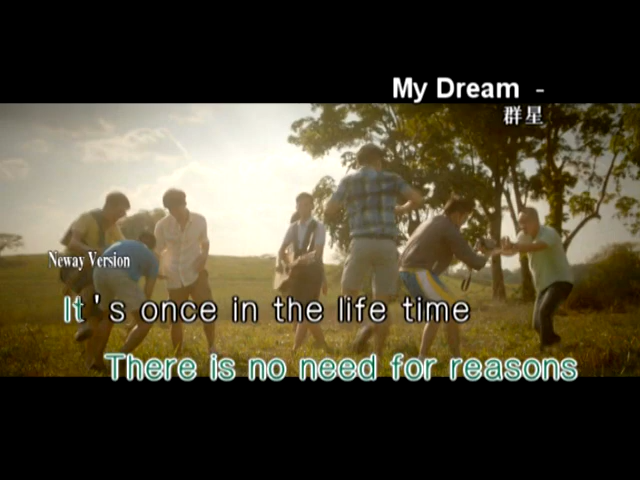 My Dream -
群星
Neway Version
It's once in the life time
There is no need for reasons